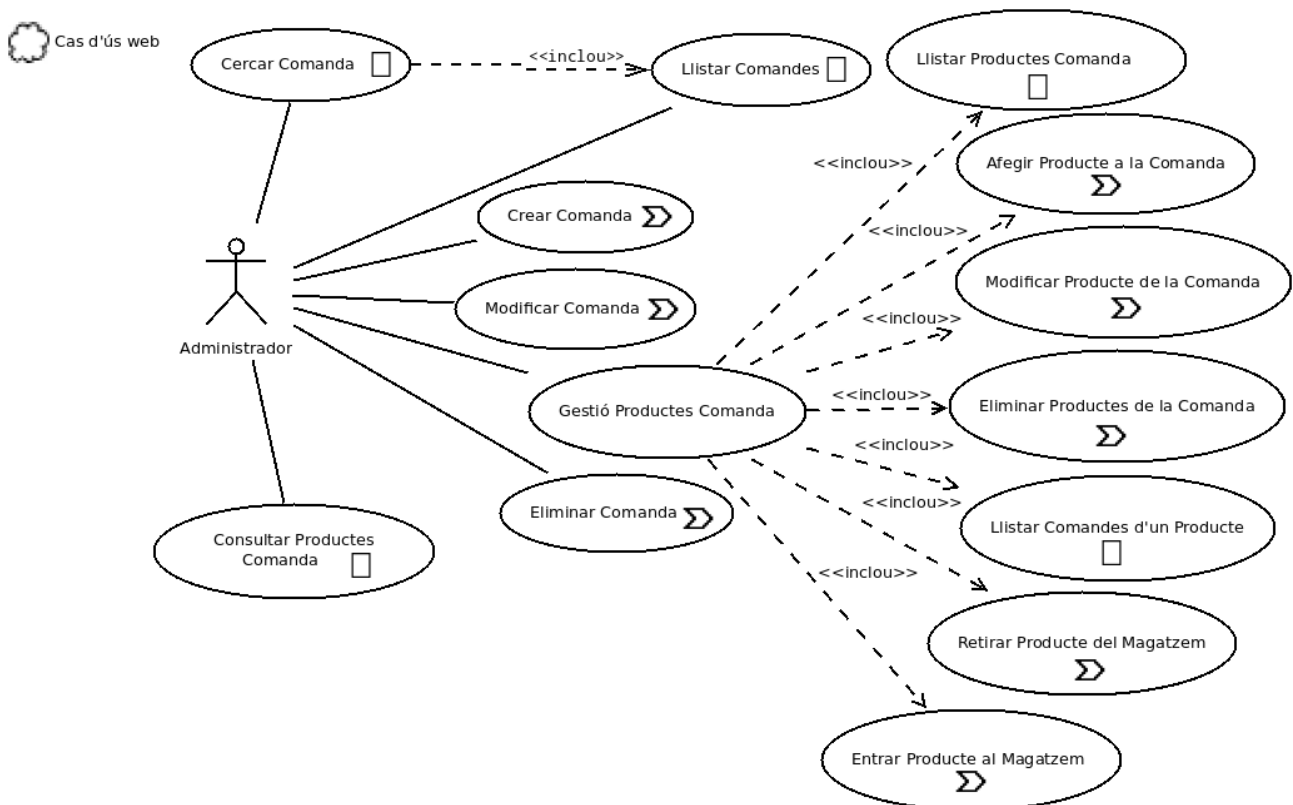 Cas d'ús web
Cercar Comanda
<<inclou>>
Llistar Comandes
Llistar Productes Comanda
<<inclou>>
Afegir Producte a la Comanda
Crear Comanda
<<inclou>>
Administrador
Modificar Comanda
<<inclou>>
Modificar Producte de la Comanda
Gestió Productes Comanda
<<inclou>>
Eliminar Productes de la Comanda
<<inclou>>
Llistar Comandes d'un Producte
Eliminar Comanda
<<inclou>>
Consultar Productes
Comanda
<<inclou>>
Retirar Producte del Magatzem
Entrar Producte al Magatzem